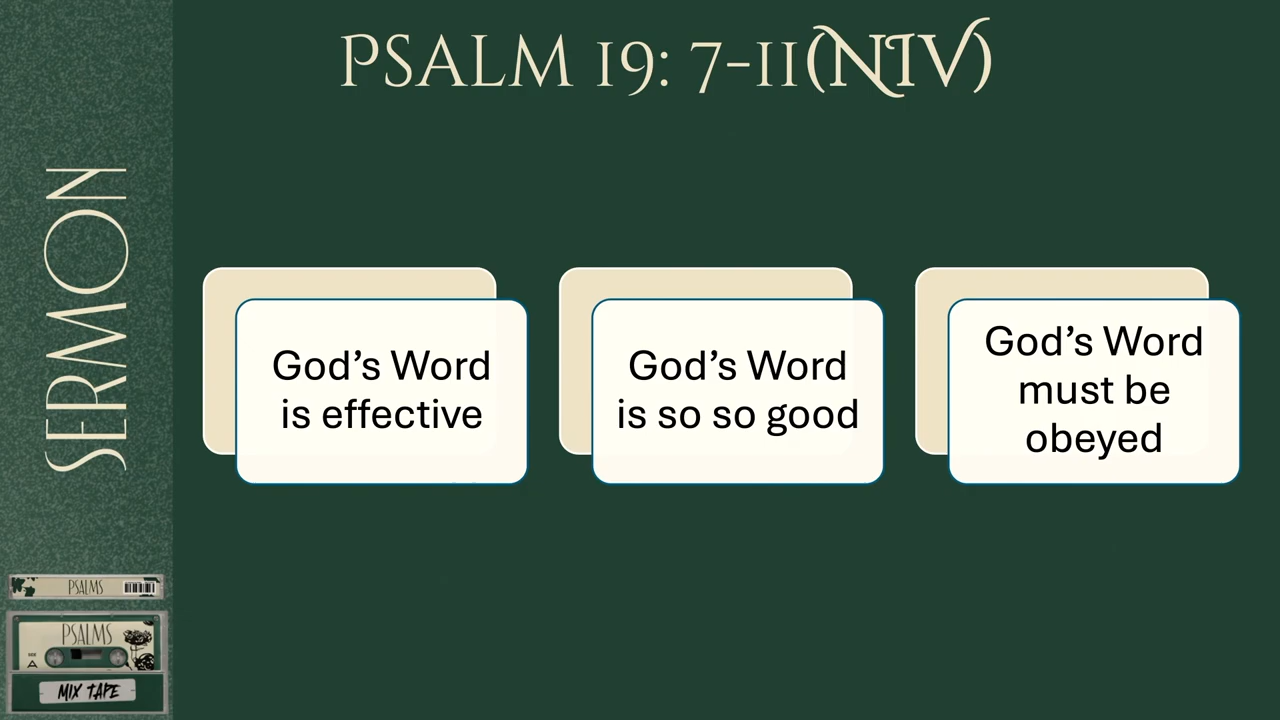 PSALM 19: 7-11(NIV)
SERMON
God’s Word
is effective
God’s Word
is so so good
God’s Word
must be
obeyed
PSALMS
PSALMS
A
MIX TAPE